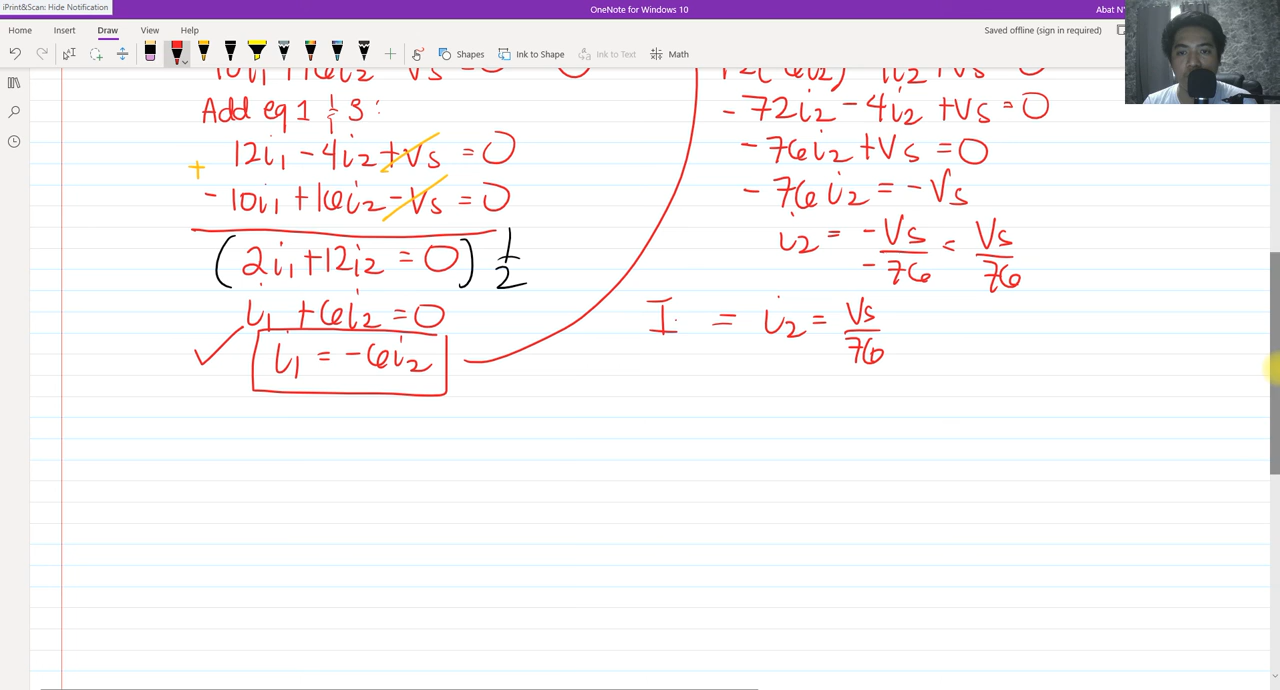 iPrint&Scan: Hide Notification
OneNote for Windows 10
Abat N'
Home Insert Draw View Help
Saved offline (sign in required)
Shapes Ink to Shape Ink to Text Math
Add eq 1 & 3 :
12i₁ - 4i₂ + Vs = 0
+
- 10i₁ + 16i₂ - Vs = 0
(2i₁ + 12i₂ = 0) 1/2
i₁ + 6i₂ = 0
i₁ = -6i₂
- 72i₂ - 4i₂ + Vs = 0
- 76i₂ + Vs = 0
- 76i₂ = - Vs
i₂ = -Vs/-76 = Vs/76
I = i₂ = Vs/76